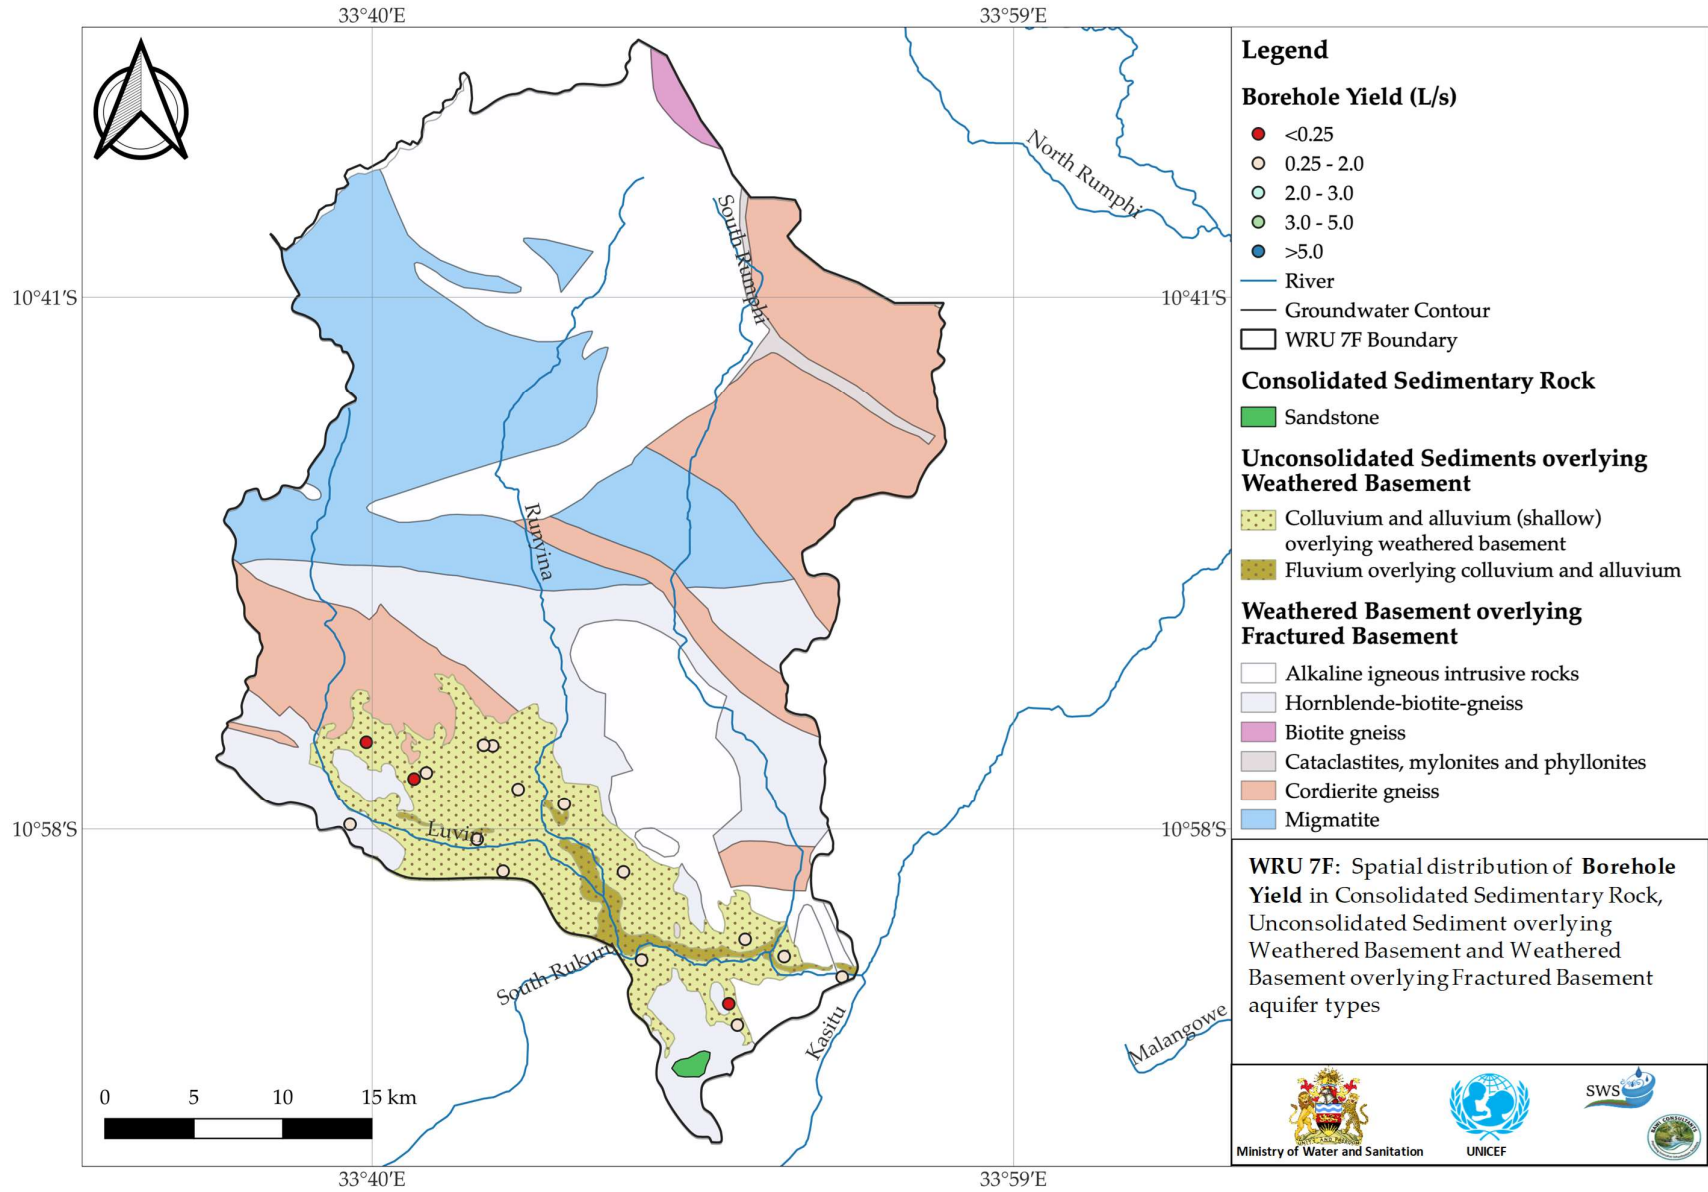 33°40′E
33°59′E
10°41′S
10°41′S
10°58′S
10°58′S
33°40′E
33°59′E
North Rumphi
South Rumphi
Runyina
Luviri
South Rukuru
Kasitu
Malangowe
0 5 10 15 km
Legend
Borehole Yield (L/s)
<0.25
0.25 - 2.0
2.0 - 3.0
3.0 - 5.0
>5.0
River
Groundwater Contour
WRU 7F Boundary
Consolidated Sedimentary Rock
Sandstone
Unconsolidated Sediments overlying
Weathered Basement
Colluvium and alluvium (shallow)
overlying weathered basement
Fluvium overlying colluvium and alluvium
Weathered Basement overlying
Fractured Basement
Alkaline igneous intrusive rocks
Hornblende-biotite-gneiss
Biotite gneiss
Cataclastites, mylonites and phyllonites
Cordierite gneiss
Migmatite
WRU 7F: Spatial distribution of Borehole
Yield in Consolidated Sedimentary Rock,
Unconsolidated Sediment overlying
Weathered Basement and Weathered
Basement overlying Fractured Basement
aquifer types
Ministry of Water and Sanitation
UNICEF
SWS